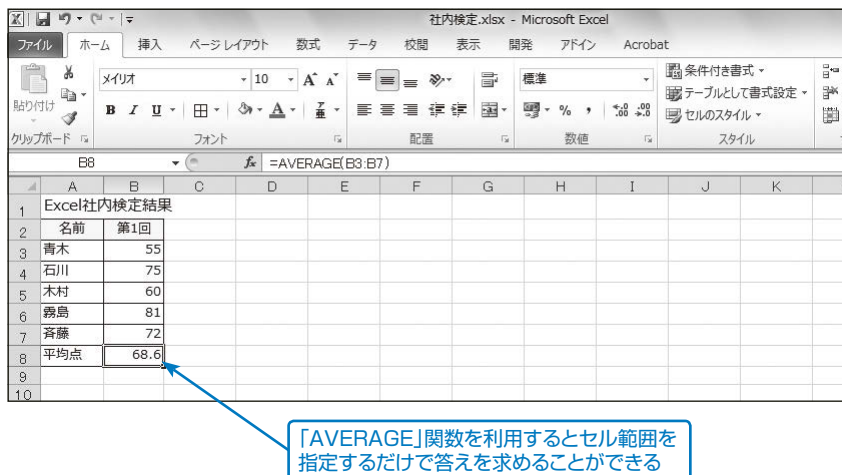 社内検定.xlsx - Microsoft Excel
ファイル ホーム 挿入 ページ レイアウト 数式 データ 校閲 表示 開発 アドイン Acrobat
メイリオ 10 A A 標準 条件付き書式
貼り付け B I U A % , .0 .00 .00 .0 テーブルとして書式設定
セルのスタイル
クリップボード フォント 配置 数値 スタイル
B8 fx =AVERAGE(B3:B7)
A B C D E F G H I J K
1 Excel社内検定結果
2 名前 第1回
3 青木 55
4 石川 75
5 木村 60
6 霧島 81
7 斉藤 72
8 平均点 68.6
9
10
「AVERAGE」関数を利用するとセル範囲を
指定するだけで答えを求めることができる